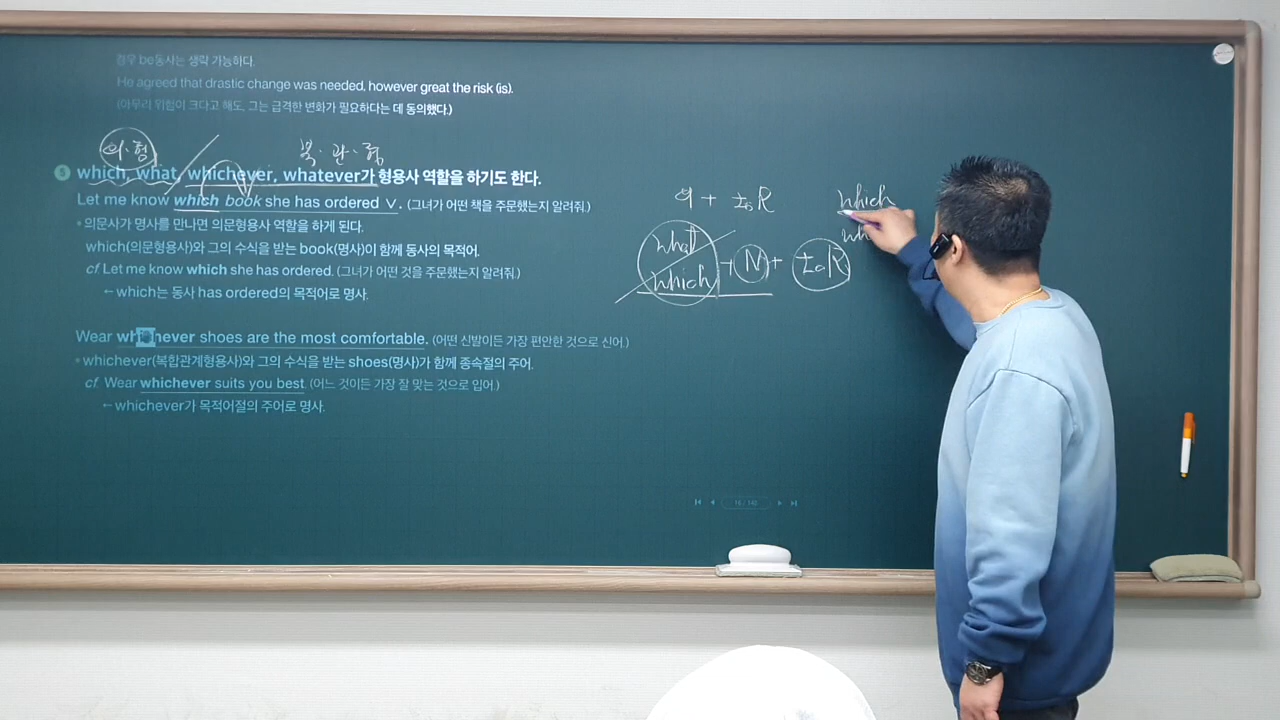 경우 be동사는 생략 가능하다.
He agreed that drastic change was needed, however great the risk (is).
(아무리 위험이 크다고 해도, 그는 급격한 변화가 필요하다는 데 동의했다.)
의·형 복·관·형
which, what, whichever, whatever가 형용사 역할을 하기도 한다.
Let me know which book she has ordered ∨. (그녀가 어떤 책을 주문했는지 알려줘.)
• 의문사가 명사를 만나면 의문형용사 역할을 하게 된다.
which(의문형용사)와 그의 수식을 받는 book(명사)이 함께 동사의 목적어.
cf Let me know which she has ordered. (그녀가 어떤 것을 주문했는지 알려줘.)
← which는 동사 has ordered의 목적어로 명사.
Wear whichever shoes are the most comfortable. (어떤 신발이든 가장 편안한 것으로 신어.)
• whichever(복합관계형용사)와 그의 수식을 받는 shoes(명사)가 함께 종속절의 주어.
cf Wear whichever suits you best. (어느 것이든 가장 잘 맞는 것으로 입어.)
← whichever가 목적어절의 주어로 명사.
what
which + N +
which
wh
16 / 140